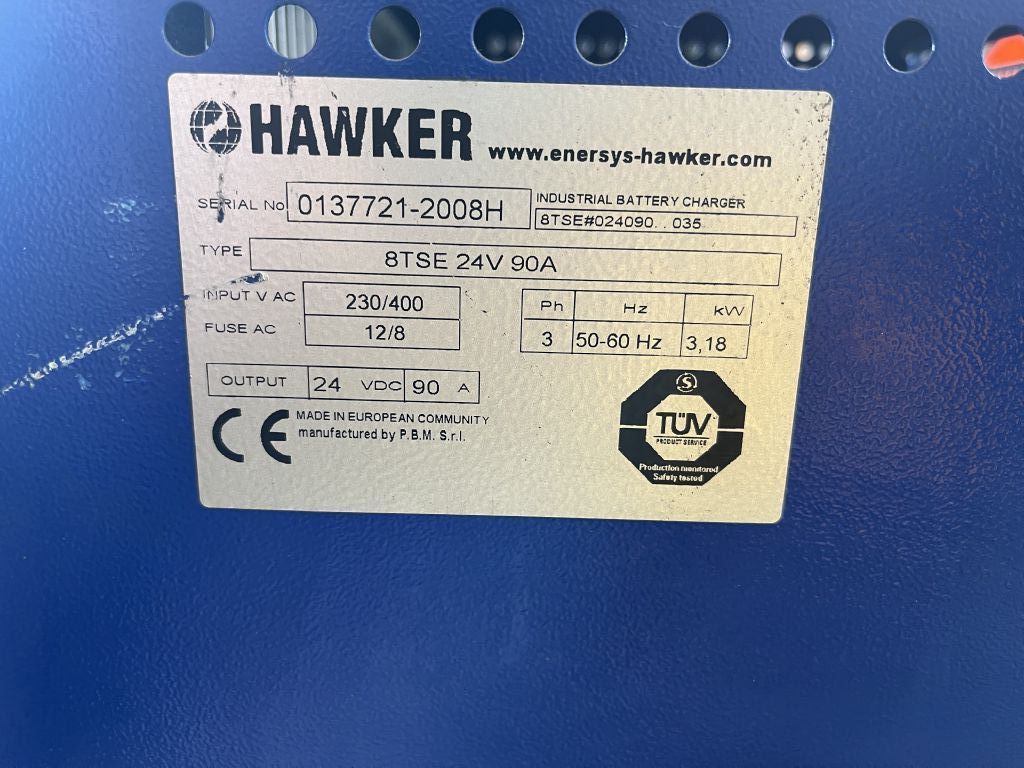 HAWKER www.enersys-hawker.com
SERIAL No 0137721-2008H
INDUSTRIAL BATTERY CHARGER
8TSE#024090. . 035
TYPE 8TSE 24V 90A
INPUT V AC 230/400
FUSE AC 12/8
Ph Hz kW
3 50-60 Hz 3,18
OUTPUT 24 VDC 90 A
CE MADE IN EUROPEAN COMMUNITY
manufactured by P.B.M. S.r.l.
S
TÜV
PRODUCT SERVICE
Production monitored
Safety tested